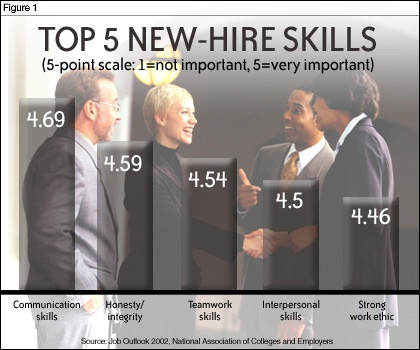 Figure 1
TOP 5 NEW-HIRE SKILLS
(5-point scale: 1=not important, 5=very important)
4.69
4.59
4.54
4.5
4.46
Communication skills
Honesty/ integrity
Teamwork skills
Interpersonal skills
Strong work ethic
Source: Job Outlook 2002, National Association of Colleges and Employers